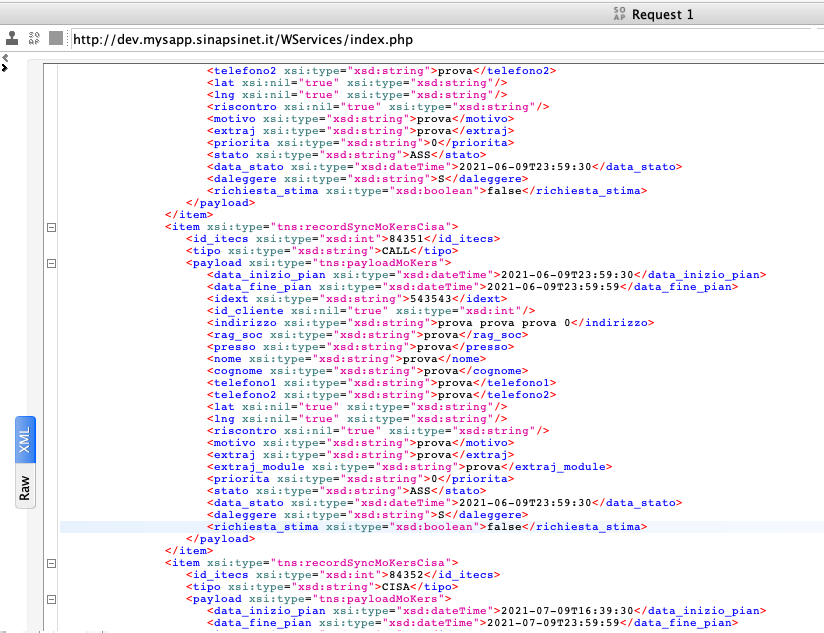 SO AP Request 1
SO AP http://dev.mysapp.sinapsinet.it/WServices/index.php
<telefono2 xsi:type="xsd:string">prova</telefono2>
<lat xsi:nil="true" xsi:type="xsd:string"/>
<lng xsi:nil="true" xsi:type="xsd:string"/>
<riscontro xsi:nil="true" xsi:type="xsd:string"/>
<motivo xsi:type="xsd:string">prova</motivo>
<extraj xsi:type="xsd:string">prova</extraj>
<priorita xsi:type="xsd:string">0</priorita>
<stato xsi:type="xsd:string">ASS</stato>
<data_stato xsi:type="xsd:dateTime">2021-06-09T23:59:30</data_stato>
<daleggere xsi:type="xsd:string">S</daleggere>
<richiesta_stima xsi:type="xsd:boolean">false</richiesta_stima>
</payload>
</item>
<item xsi:type="tns:recordSyncMoKersCisa">
<id_itecs xsi:type="xsd:int">84351</id_itecs>
<tipo xsi:type="xsd:string">CALL</tipo>
<payload xsi:type="tns:payloadMoKers">
<data_inizio_pian xsi:type="xsd:dateTime">2021-06-09T23:59:30</data_inizio_pian>
<data_fine_pian xsi:type="xsd:dateTime">2021-06-09T23:59:59</data_fine_pian>
<idext xsi:type="xsd:string">543543</idext>
<id_cliente xsi:nil="true" xsi:type="xsd:int"/>
<indirizzo xsi:type="xsd:string">prova prova prova 0</indirizzo>
<rag_soc xsi:type="xsd:string">prova</rag_soc>
<presso xsi:type="xsd:string">prova</presso>
<nome xsi:type="xsd:string">prova</nome>
<cognome xsi:type="xsd:string">prova</cognome>
<telefono1 xsi:type="xsd:string">prova</telefono1>
<telefono2 xsi:type="xsd:string">prova</telefono2>
<lat xsi:nil="true" xsi:type="xsd:string"/>
<lng xsi:nil="true" xsi:type="xsd:string"/>
<riscontro xsi:nil="true" xsi:type="xsd:string"/>
<motivo xsi:type="xsd:string">prova</motivo>
<extraj xsi:type="xsd:string">prova</extraj>
<extraj_module xsi:type="xsd:string">prova</extraj_module>
<priorita xsi:type="xsd:string">0</priorita>
<stato xsi:type="xsd:string">ASS</stato>
<data_stato xsi:type="xsd:dateTime">2021-06-09T23:59:30</data_stato>
<daleggere xsi:type="xsd:string">S</daleggere>
<richiesta_stima xsi:type="xsd:boolean">false</richiesta_stima>
</payload>
</item>
<item xsi:type="tns:recordSyncMoKersCisa">
<id_itecs xsi:type="xsd:int">84352</id_itecs>
<tipo xsi:type="xsd:string">CISA</tipo>
<payload xsi:type="tns:payloadMoKers">
<data_inizio_pian xsi:type="xsd:dateTime">2021-07-09T16:39:30</data_inizio_pian>
<data_fine_pian xsi:type="xsd:dateTime">2021-07-09T23:59:59</data_fine_pian>
XML
Raw